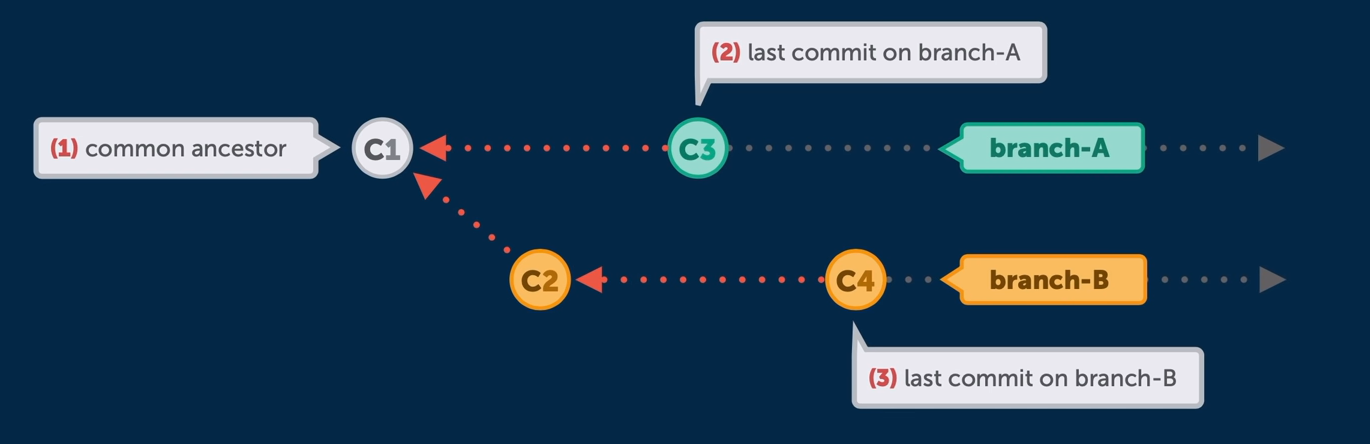 (2) last commit on branch-A
(1) common ancestor
C1
C3
branch-A
C2
C4
branch-B
(3) last commit on branch-B